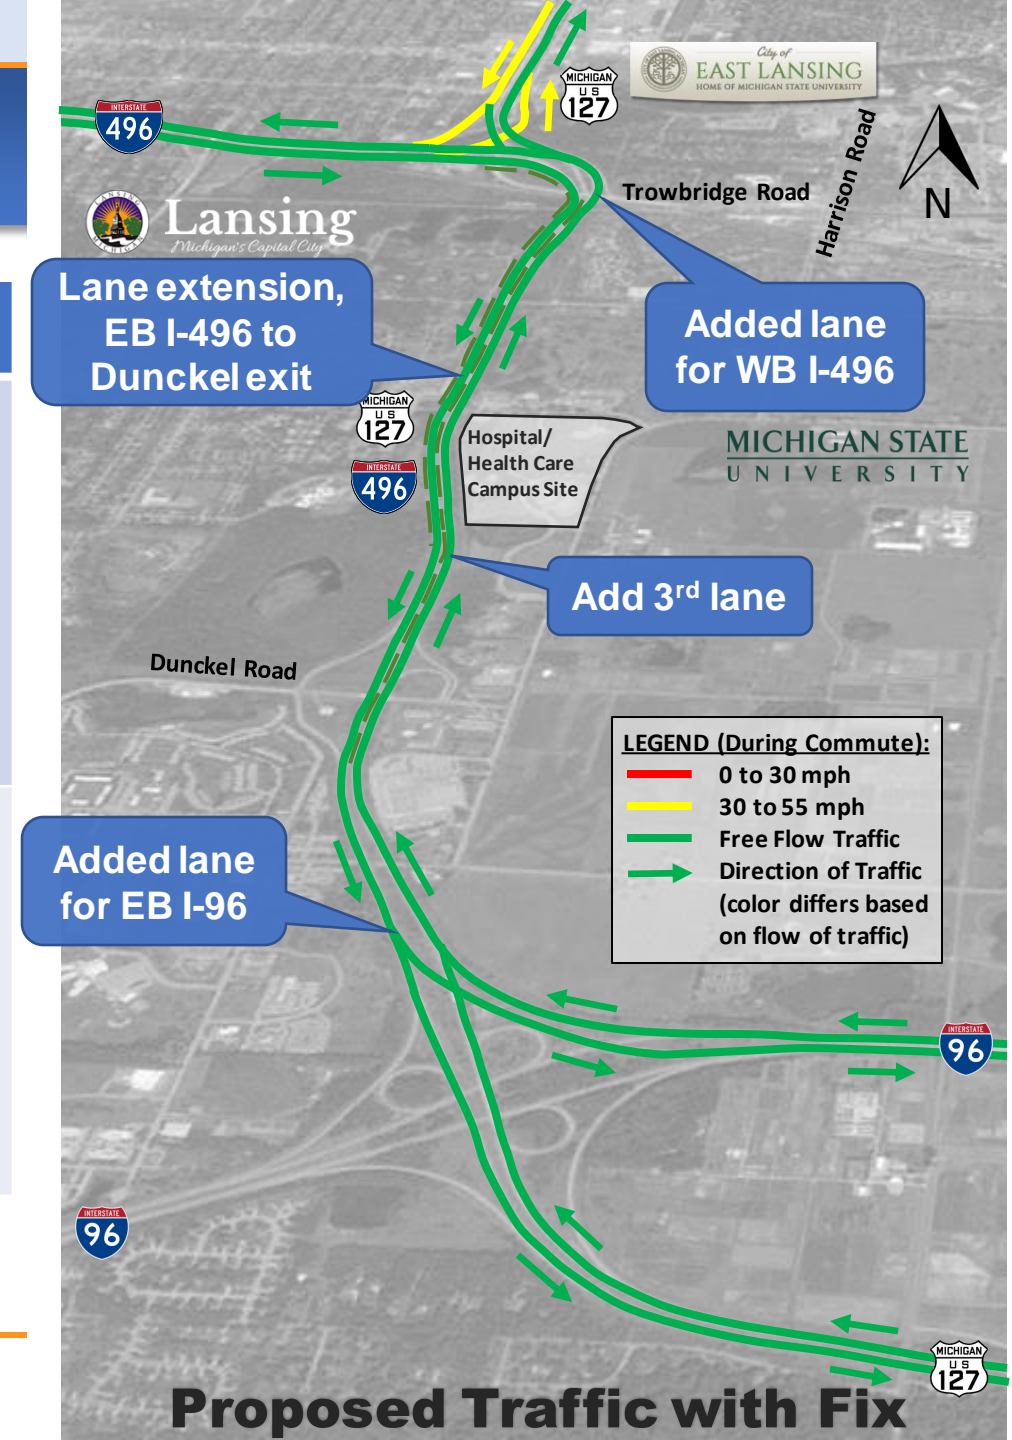 INTERSTATE
496
MICHIGAN
U S
127
City of
EAST LANSING
HOME OF MICHIGAN STATE UNIVERSITY
Harrison Road
N
LANSING
MICHIGAN
Lansing
Michigan's Capital City
Trowbridge Road
Lane extension,
EB I-496 to
Dunckel exit
Added lane
for WB I-496
MICHIGAN
U S
127
INTERSTATE
496
Hospital/
Health Care
Campus Site
MICHIGAN STATE
UNIVERSITY
Add 3rd lane
Dunckel Road
LEGEND (During Commute):
0 to 30 mph
30 to 55 mph
Free Flow Traffic
Direction of Traffic
(color differs based
on flow of traffic)
Added lane
for EB I-96
INTERSTATE
96
INTERSTATE
96
MICHIGAN
U S
127
Proposed Traffic with Fix